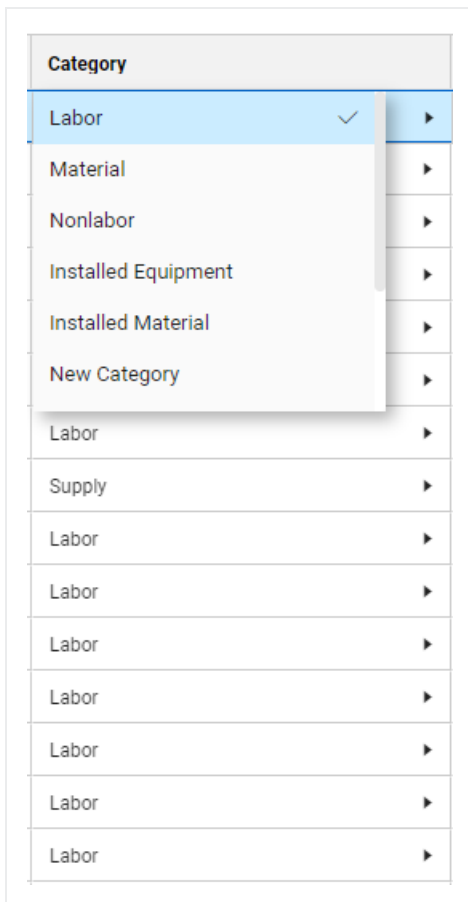 Category
Labor
Material
Nonlabor
Installed Equipment
Installed Material
New Category
Labor
Supply
Labor
Labor
Labor
Labor
Labor
Labor
Labor